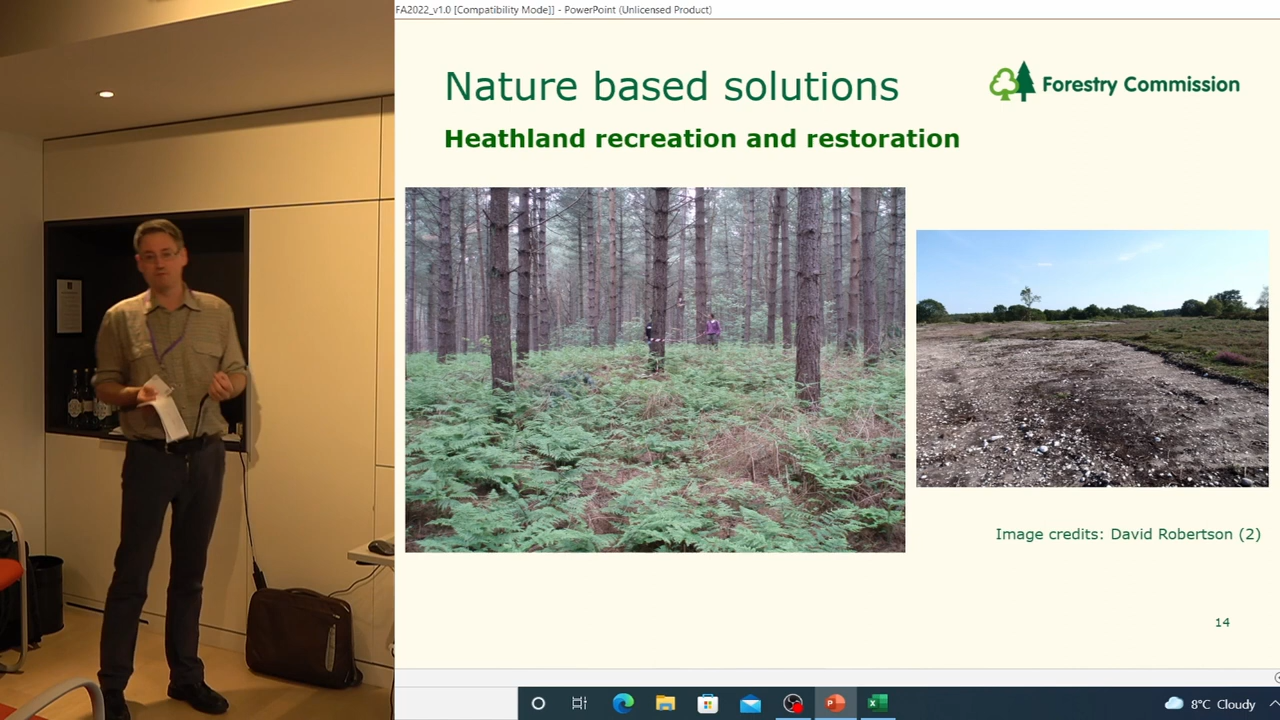 FA2022_v1.0 [Compatibility Mode]] - PowerPoint (Unlicensed Product)
Nature based solutions
Forestry Commission
Heathland recreation and restoration
Image credits: David Robertson (2)
14
8°C Cloudy